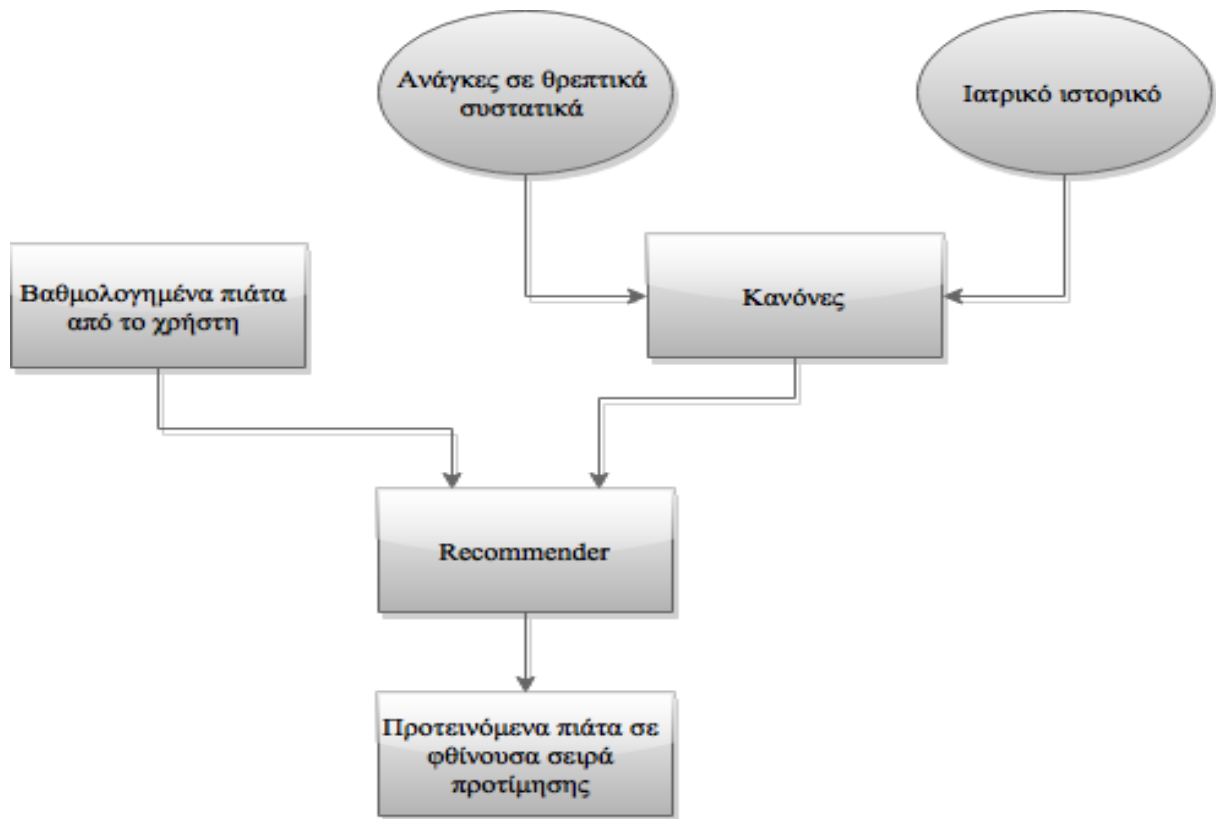 Ανάγκες σε θρεπτικά
συστατικά
Ιατρικό ιστορικό
Βαθμολογημένα πιάτα
από το χρήστη
Κανόνες
Recommender
Προτεινόμενα πιάτα σε
φθίνουσα σειρά
προτίμησης